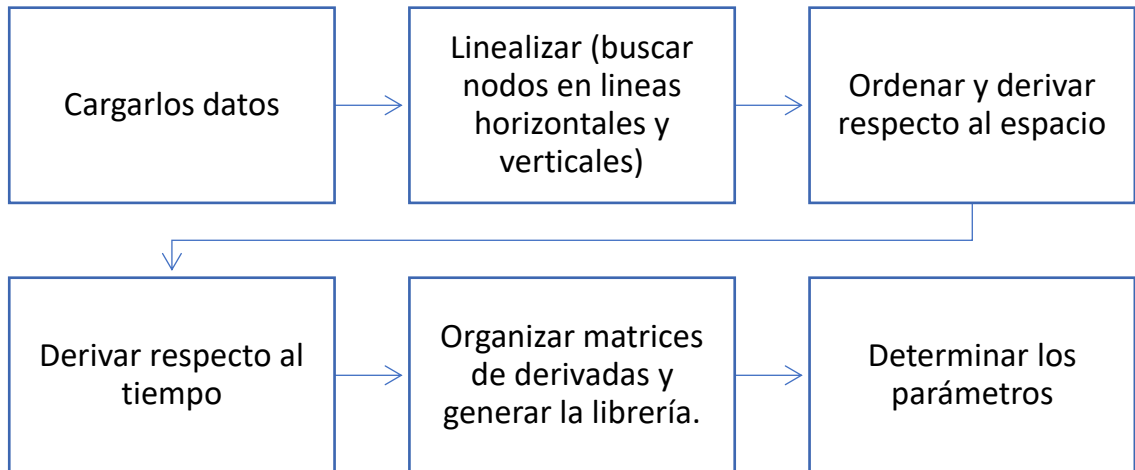 Cargarlos datos
Linealizar (buscar
nodos en lineas
horizontales y
verticales)
Ordenar y derivar
respecto al espacio
Derivar respecto al
tiempo
Organizar matrices
de derivadas y
generar la librería.
Determinar los
parámetros